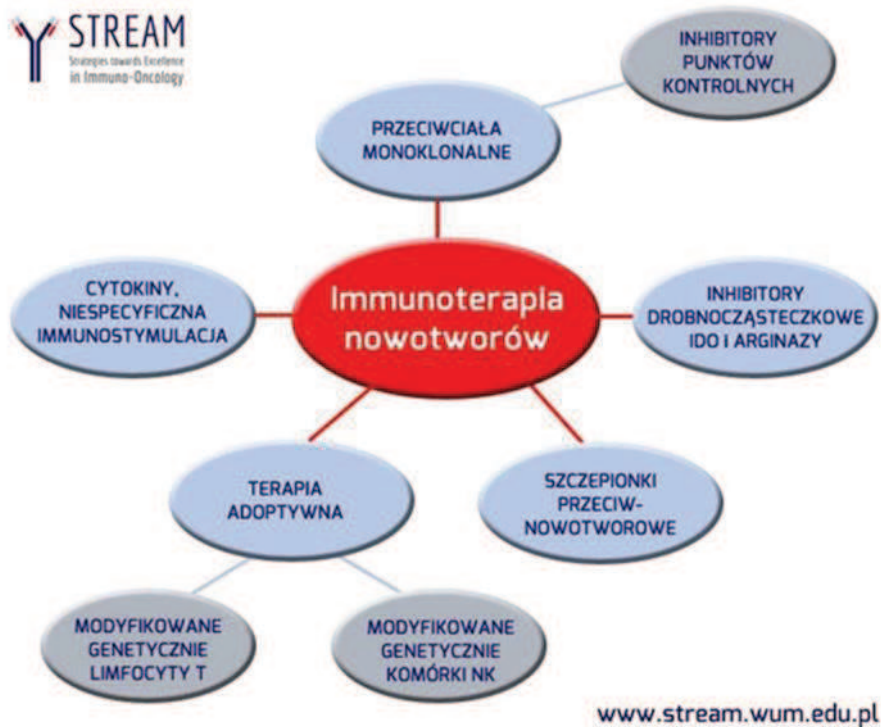 STREAM
Strategies towards Excellence
in Immuno-Oncology
INHIBITORY
PUNKTÓW
KONTROLNYCH
PRZECIWCIAŁA
MONOKLONALNE
CYTOKINY,
NIESPECYFICZNA
IMMUNOSTYMULACJA
Immunoterapia
nowotworów
INHIBITORY
DROBNOCZĄSTECZKOWE
IDO I ARGINAZY
TERAPIA
ADOPTYWNA
SZCZEPIONKI
PRZECIW-
NOWOTWOROWE
MODYFIKOWANE
GENETYCZNIE
LIMFOCYTY T
MODYFIKOWANE
GENETYCZNIE
KOMÓRKI NK
www.stream.wum.edu.pl